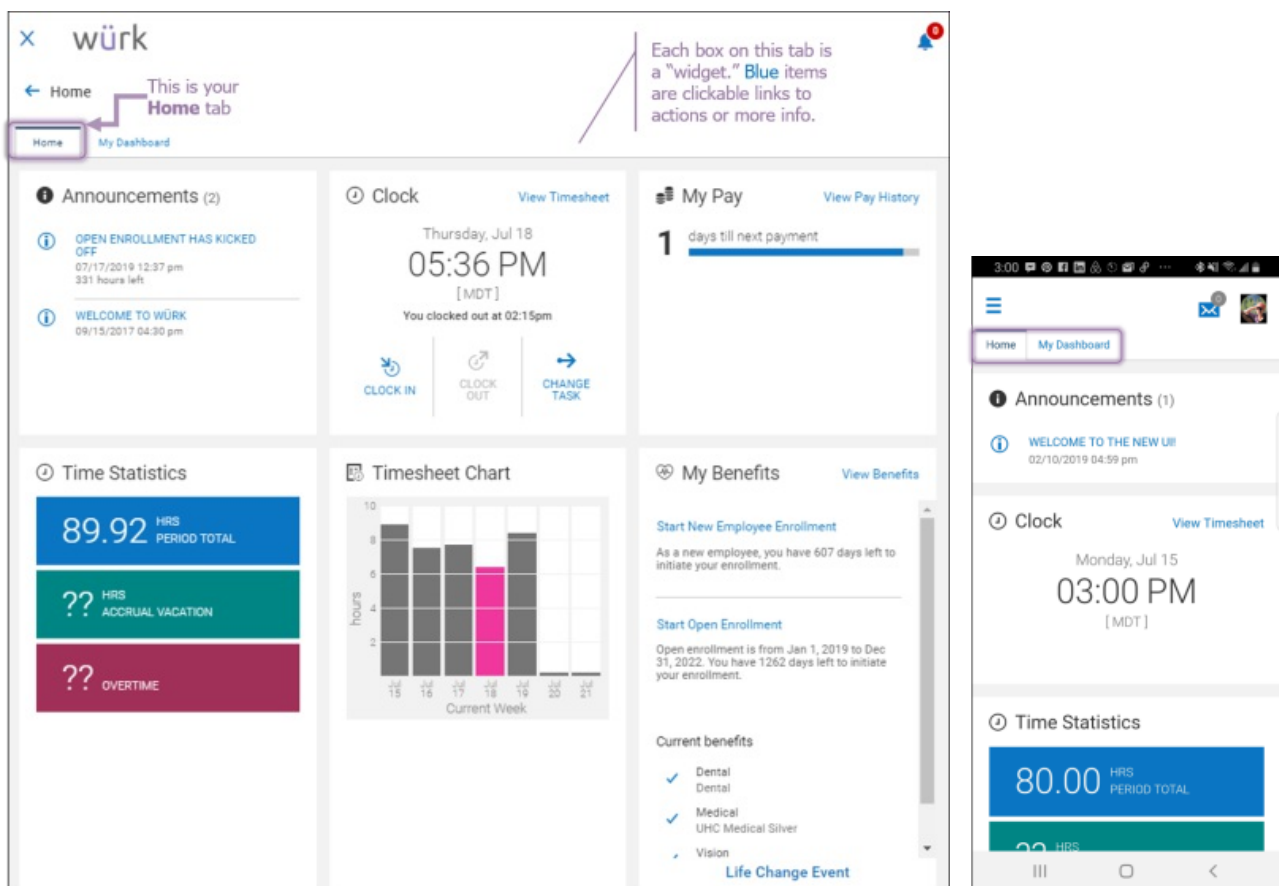 würk
0
Each box on this tab is
a "widget." Blue items
are clickable links to
actions or more info.
Home
This is your
Home tab
Home
My Dashboard
Announcements (2)
OPEN ENROLLMENT HAS KICKED
OFF
07/17/2019 12:37 pm
331 hours left
WELCOME TO WÜRK
09/15/2017 04:30 pm
Clock
View Timesheet
Thursday, Jul 18
05:36 PM
[ MDT ]
You clocked out at 02:15pm
CLOCK IN
CLOCK
OUT
CHANGE
TASK
My Pay
View Pay History
1 days till next payment
Time Statistics
89.92 HRS
PERIOD TOTAL
?? HRS
ACCRUAL VACATION
?? OVERTIME
Timesheet Chart
10
8
6
4
2
hours
Jul
15
Jul
16
Jul
17
Jul
18
Jul
19
Jul
20
Jul
21
Current Week
My Benefits
View Benefits
Start New Employee Enrollment
As a new employee, you have 607 days left to
initiate your enrollment.
Start Open Enrollment
Open enrollment is from Jan 1, 2019 to Dec
31, 2022. You have 1262 days left to initiate
your enrollment.
Current benefits
Dental
Dental
Medical
UHC Medical Silver
Vision
Life Change Event
3:00
0
Home
My Dashboard
Announcements (1)
WELCOME TO THE NEW UI!
02/10/2019 04:59 pm
Clock
View Timesheet
Monday, Jul 15
03:00 PM
[ MDT ]
Time Statistics
80.00 HRS
PERIOD TOTAL
?? HRS